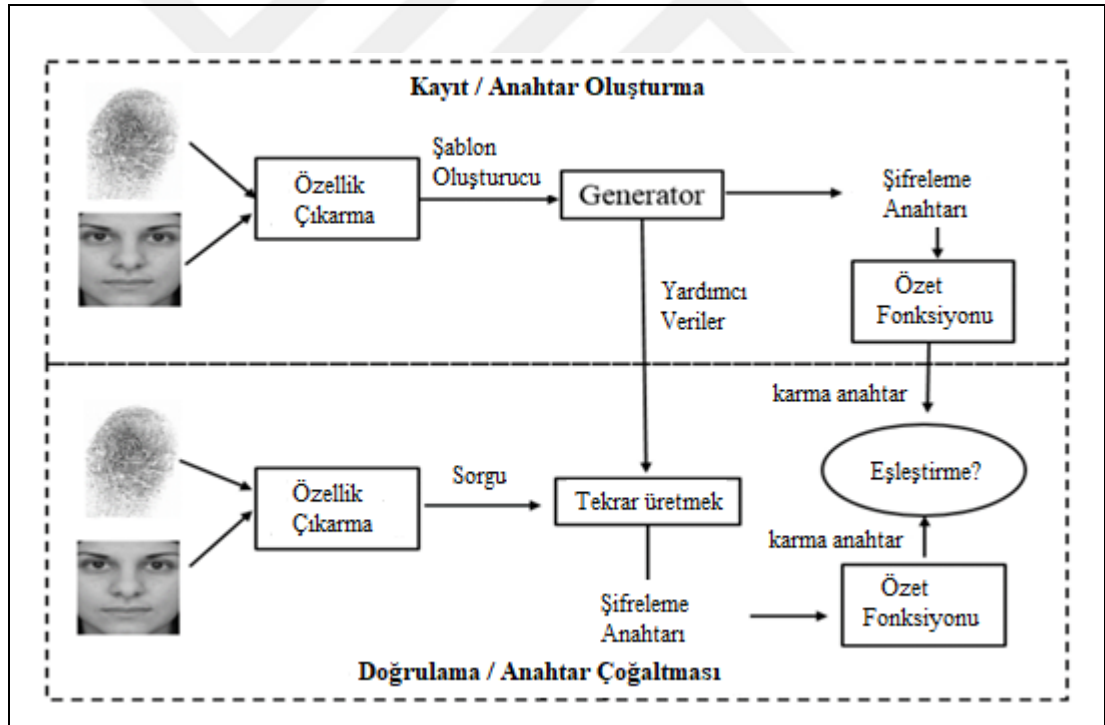 Kayıt / Anahtar Oluşturma
Özellik
Çıkarma
Şablon
Oluşturucu
Generator
Şifreleme
Anahtarı
Yardımcı
Veriler
Özet
Fonksiyonu
karma anahtar
Eşleştirme?
Özellik
Çıkarma
Sorgu
Tekrar üretmek
karma anahtar
Şifreleme
Anahtarı
Özet
Fonksiyonu
Doğrulama / Anahtar Çoğaltması